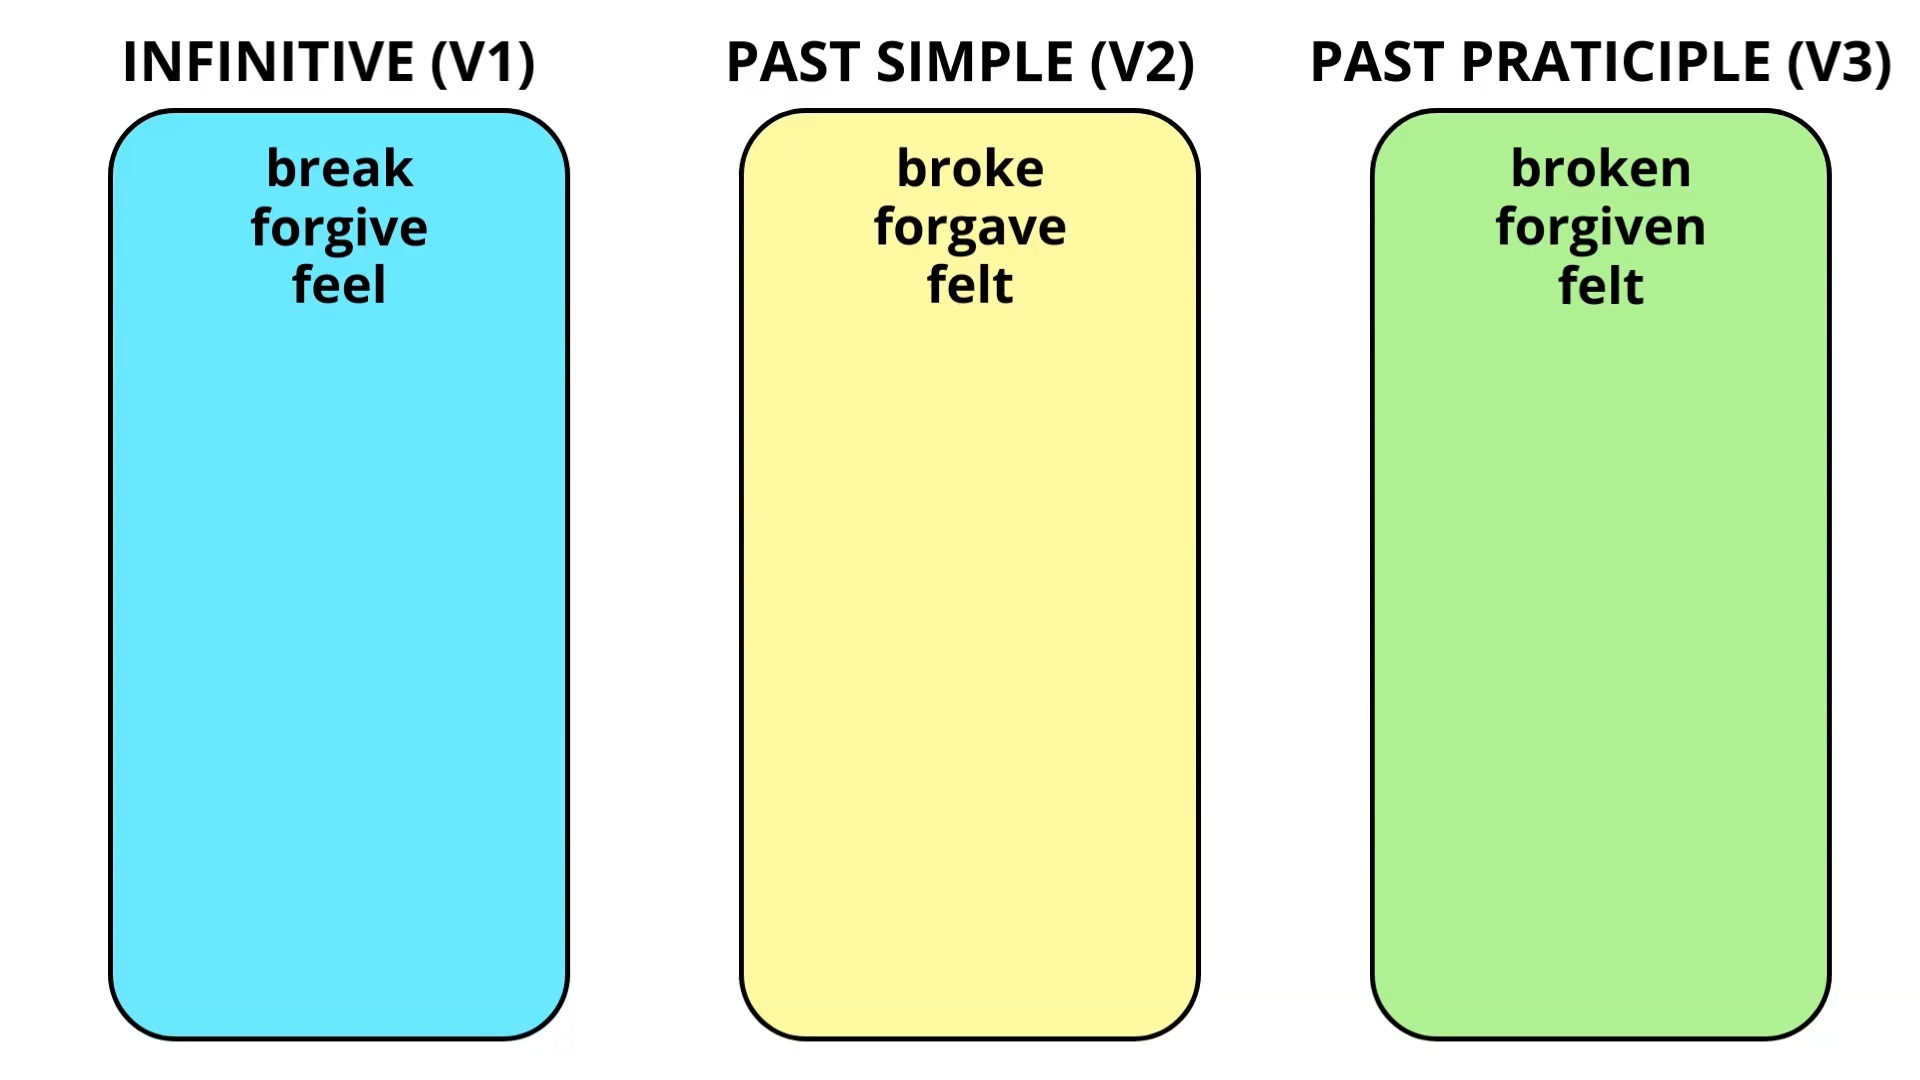 INFINITIVE (V1)
break
forgive
feel
PAST SIMPLE (V2)
broke
forgave
felt
PAST PRATICIPLE (V3)
broken
forgiven
felt